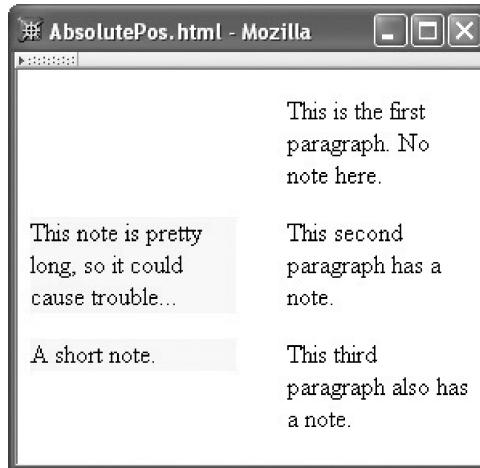 AbsolutePos.html - Mozilla
This is the first
paragraph. No
note here.
This note is pretty
long, so it could
cause trouble...
This second
paragraph has a
note.
A short note.
This third
paragraph also has
a note.